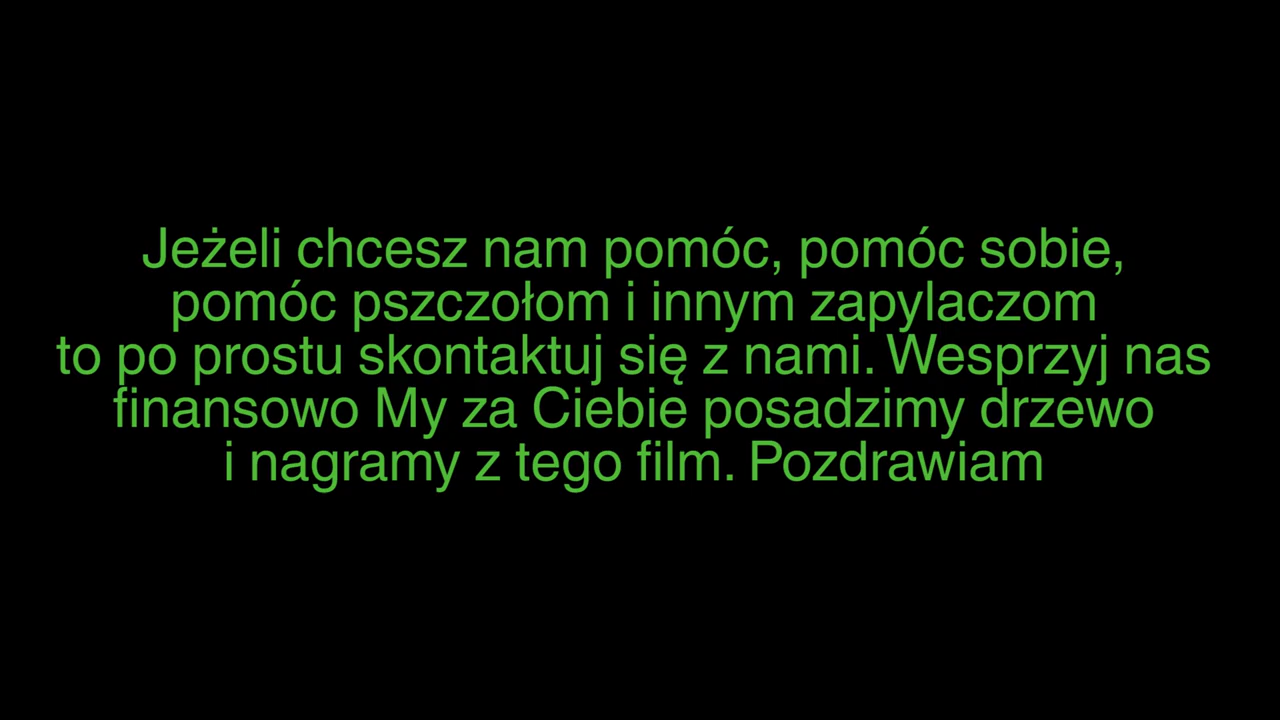 Jeżeli chcesz nam pomóc, pomóc sobie,
pomóc pszczołom i innym zapylaczom
to po prostu skontaktuj się z nami. Wesprzyj nas
finansowo My za Ciebie posadzimy drzewo
i nagramy z tego film. Pozdrawiam